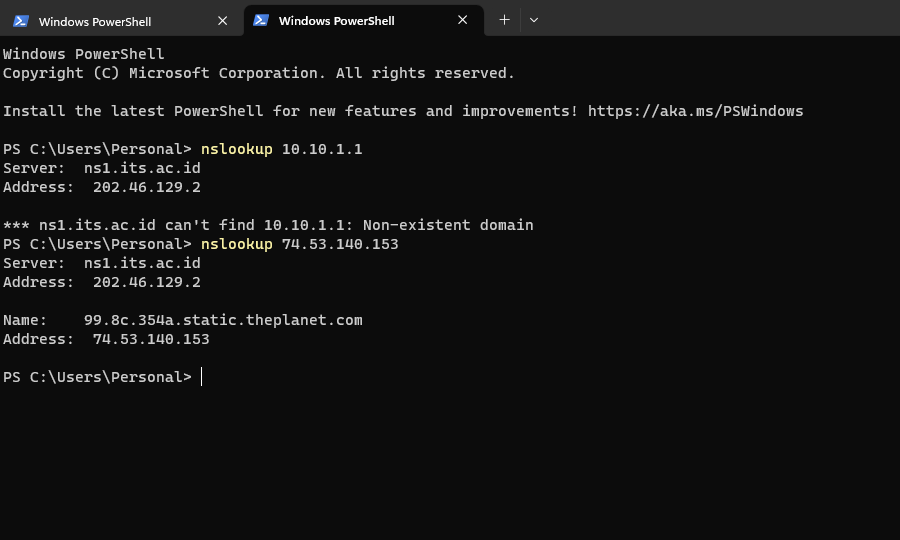 Windows PowerShell
Windows PowerShell
Windows PowerShell
Copyright (C) Microsoft Corporation. All rights reserved.
Install the latest PowerShell for new features and improvements! https://aka.ms/PSWindows
PS C:\Users\Personal> nslookup 10.10.1.1
Server:  ns1.its.ac.id
Address:  202.46.129.2
*** ns1.its.ac.id can't find 10.10.1.1: Non-existent domain
PS C:\Users\Personal> nslookup 74.53.140.153
Server:  ns1.its.ac.id
Address:  202.46.129.2
Name:    99.8c.354a.static.theplanet.com
Address:  74.53.140.153
PS C:\Users\Personal>